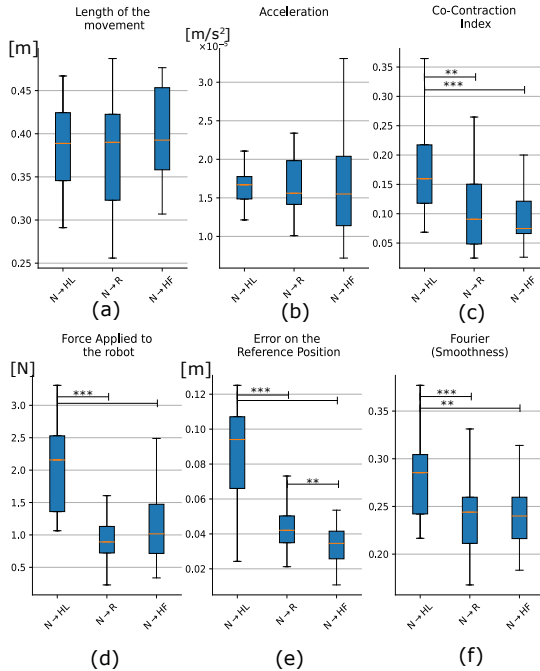 Length of the
movement
[m]
0.45
0.40
0.35
0.30
0.25
N→HL
N→R
N→HF
(a)
Acceleration
[m/s²]
×10⁻⁵
3.0
2.5
2.0
1.5
1.0
N→HL
N→R
N→HF
(b)
Co-Contraction
Index
0.35
0.30
0.25
0.20
0.15
0.10
0.05
**
***
N→HL
N→R
N→HF
(c)
Force Applied to
the robot
[N]
3.0
2.5
2.0
1.5
1.0
0.5
***
N→HL
N→R
N→HF
(d)
Error on the
Reference Position
[m]
0.12
0.10
0.08
0.06
0.04
0.02
***
**
N→HL
N→R
N→HF
(e)
Fourier
(Smoothness)
0.35
0.30
0.25
0.20
***
**
N→HL
N→R
N→HF
(f)